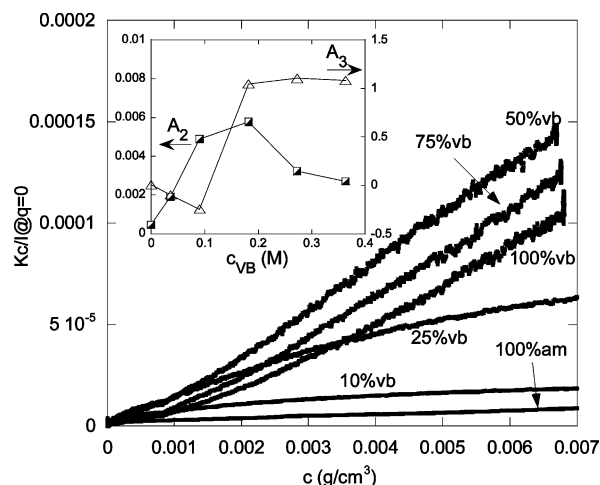 0.01
0.008
0.006
0.004
0.002
0
1.5
1
0.5
0
-0.5
A₃
A₂
0 0.1 0.2 0.3 0.4
c_VB (M)
50%vb
75%vb
100%vb
25%vb
100%am
10%vb
0.00015
0.0001
5 10⁻⁵
0
Kc/I@q=0
0 0.001 0.002 0.003 0.004 0.005 0.006 0.007
c (g/cm³)